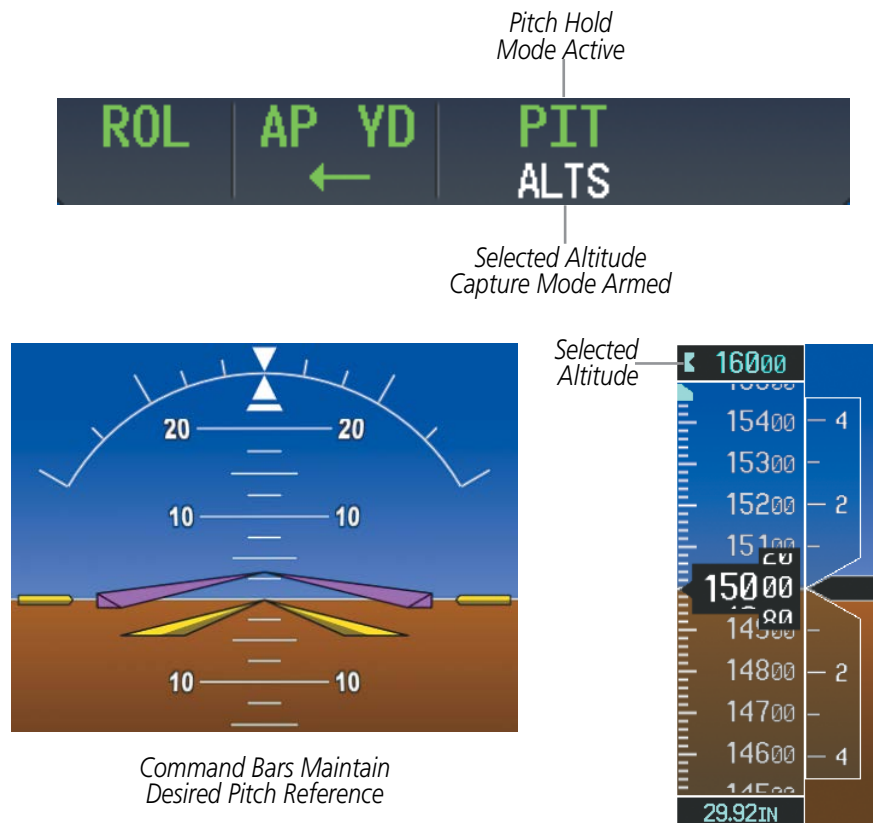 Pitch Hold
Mode Active
ROL AP YD PIT
← ALTS
Selected Altitude
Capture Mode Armed
Selected
Altitude
16000
20 20
10 10
10 10
15400 4
15300
15200 2
15100
20
15000
80
14800 2
14700
14600 4
29.92IN
Command Bars Maintain
Desired Pitch Reference